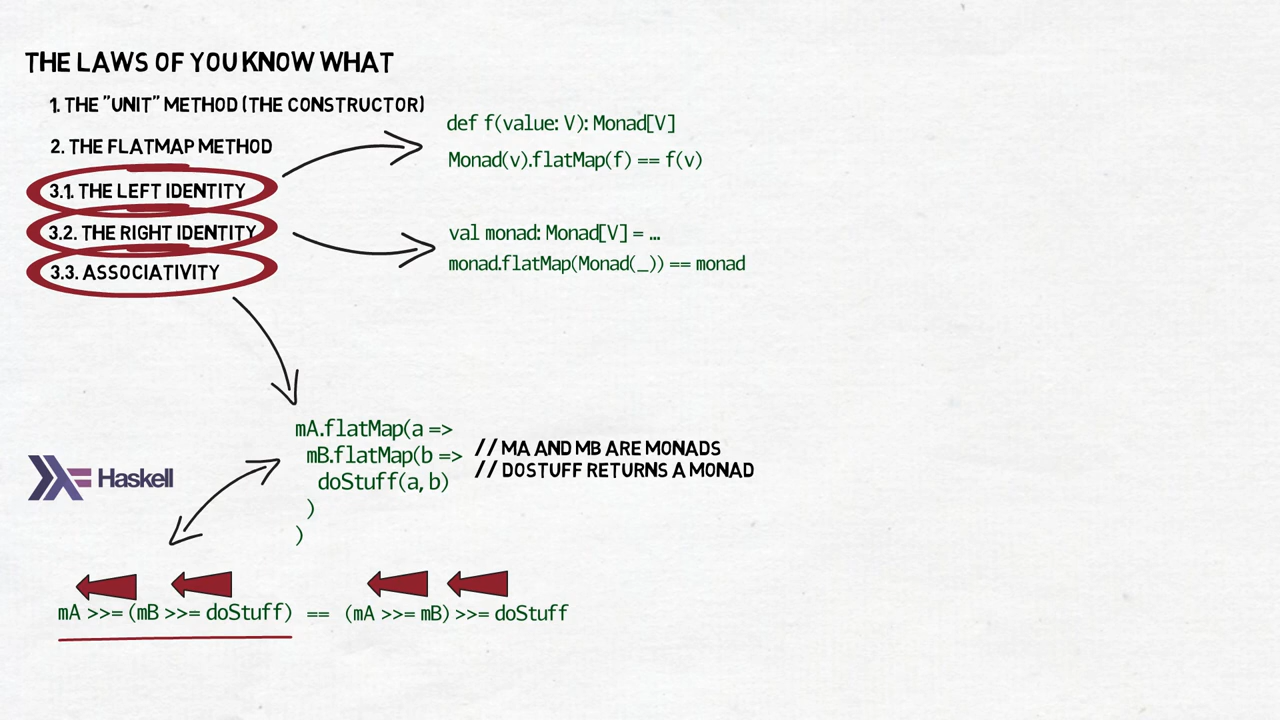 THE LAWS OF YOU KNOW WHAT
1. THE "UNIT" METHOD (THE CONSTRUCTOR)
2. THE FLATMAP METHOD
3.1. THE LEFT IDENTITY
3.2. THE RIGHT IDENTITY
3.3. ASSOCIATIVITY
def f(value: V): Monad[V]
Monad(v).flatMap(f) == f(v)
val monad: Monad[V] = ...
monad.flatMap(Monad(_)) == monad
mA.flatMap(a =>
mB.flatMap(b =>
doStuff(a, b)
)
)
// MA AND MB ARE MONADS
// DOSTUFF RETURNS A MONAD
Haskell
mA >>= (mB >>= doStuff) == (mA >>= mB) >>= doStuff